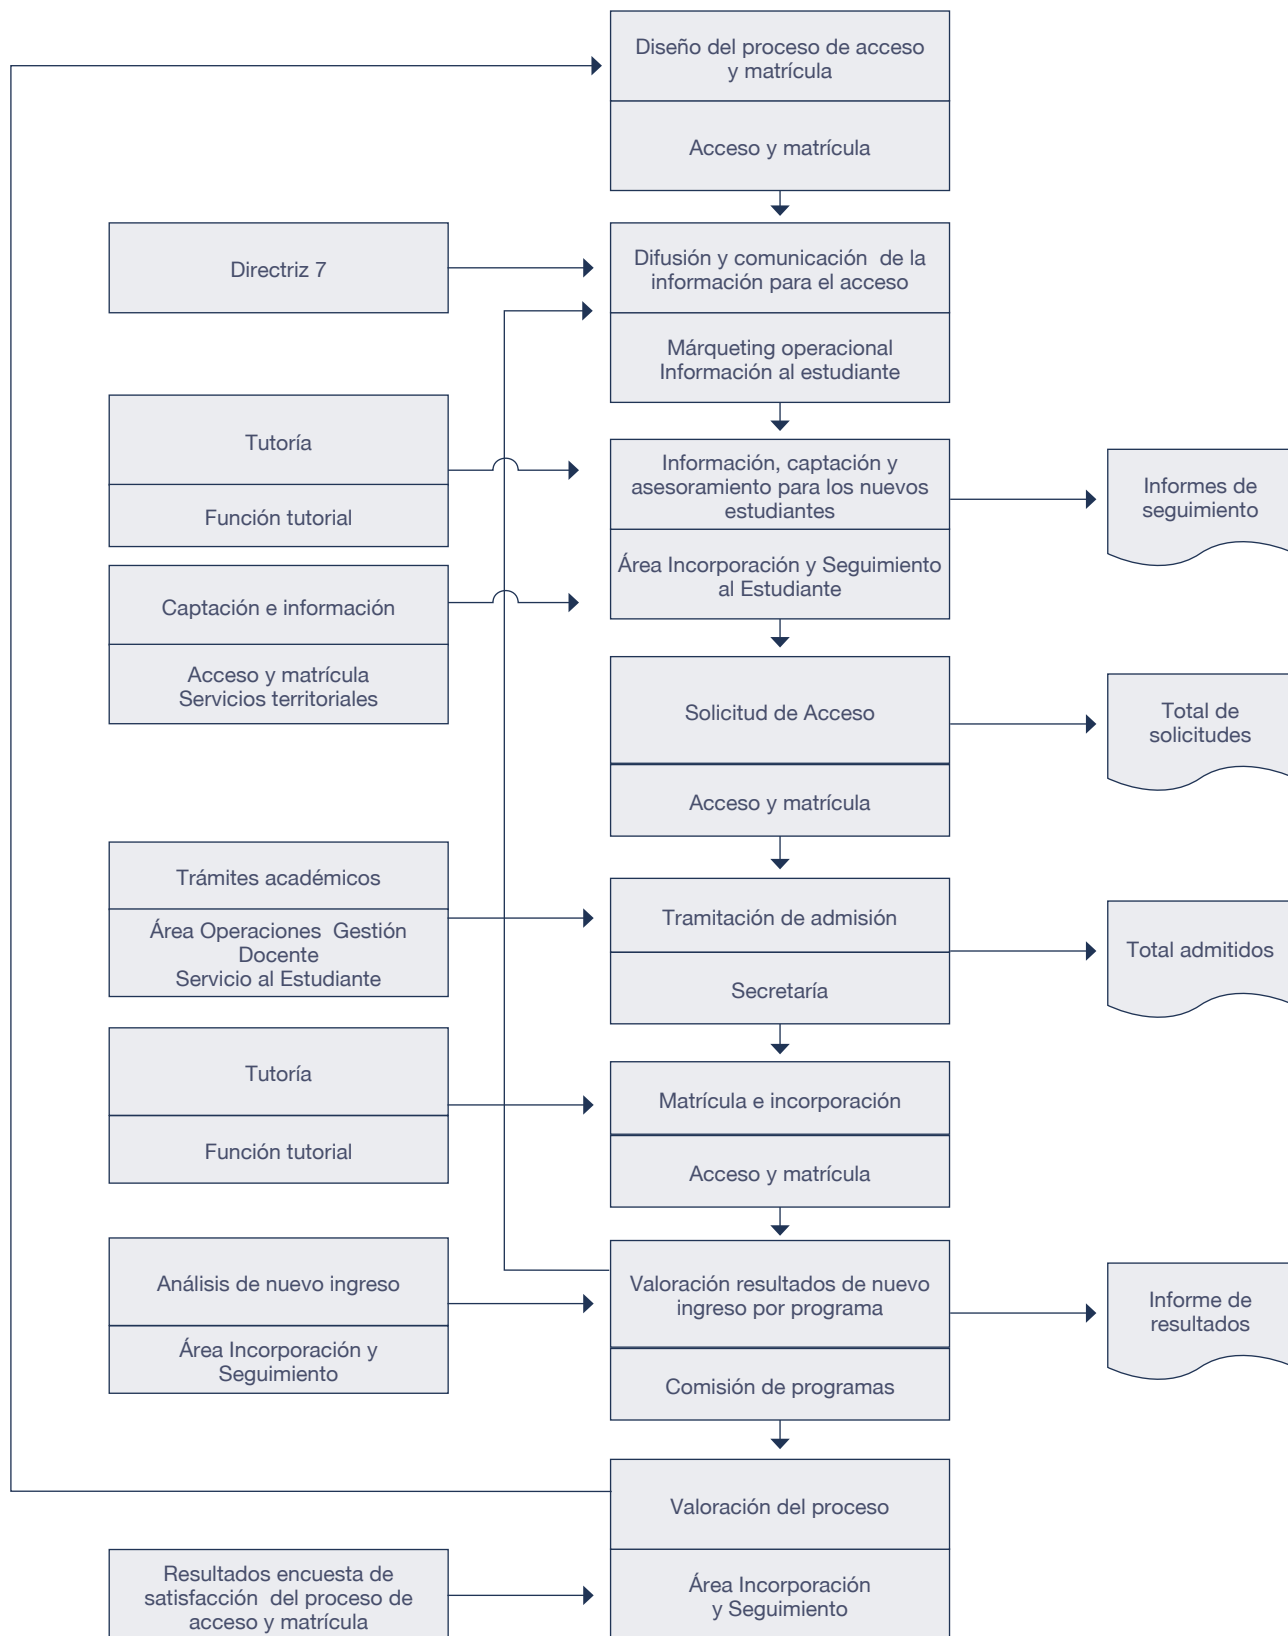 Diseño del proceso de acceso
y matrícula
Acceso y matrícula
Directriz 7
Difusión y comunicación de la
información para el acceso
Márqueting operacional
Información al estudiante
Tutoría
Función tutorial
Información, captación y
asesoramiento para los nuevos
estudiantes
Área Incorporación y Seguimiento
al Estudiante
Informes de
seguimiento
Captación e información
Acceso y matrícula
Servicios territoriales
Solicitud de Acceso
Acceso y matrícula
Total de
solicitudes
Trámites académicos
Área Operaciones Gestión
Docente
Servicio al Estudiante
Tramitación de admisión
Secretaría
Total admitidos
Tutoría
Función tutorial
Matrícula e incorporación
Acceso y matrícula
Análisis de nuevo ingreso
Área Incorporación y
Seguimiento
Valoración resultados de nuevo
ingreso por programa
Comisión de programas
Informe de
resultados
Valoración del proceso
Área Incorporación
y Seguimiento
Resultados encuesta de
satisfacción del proceso de
acceso y matrícula